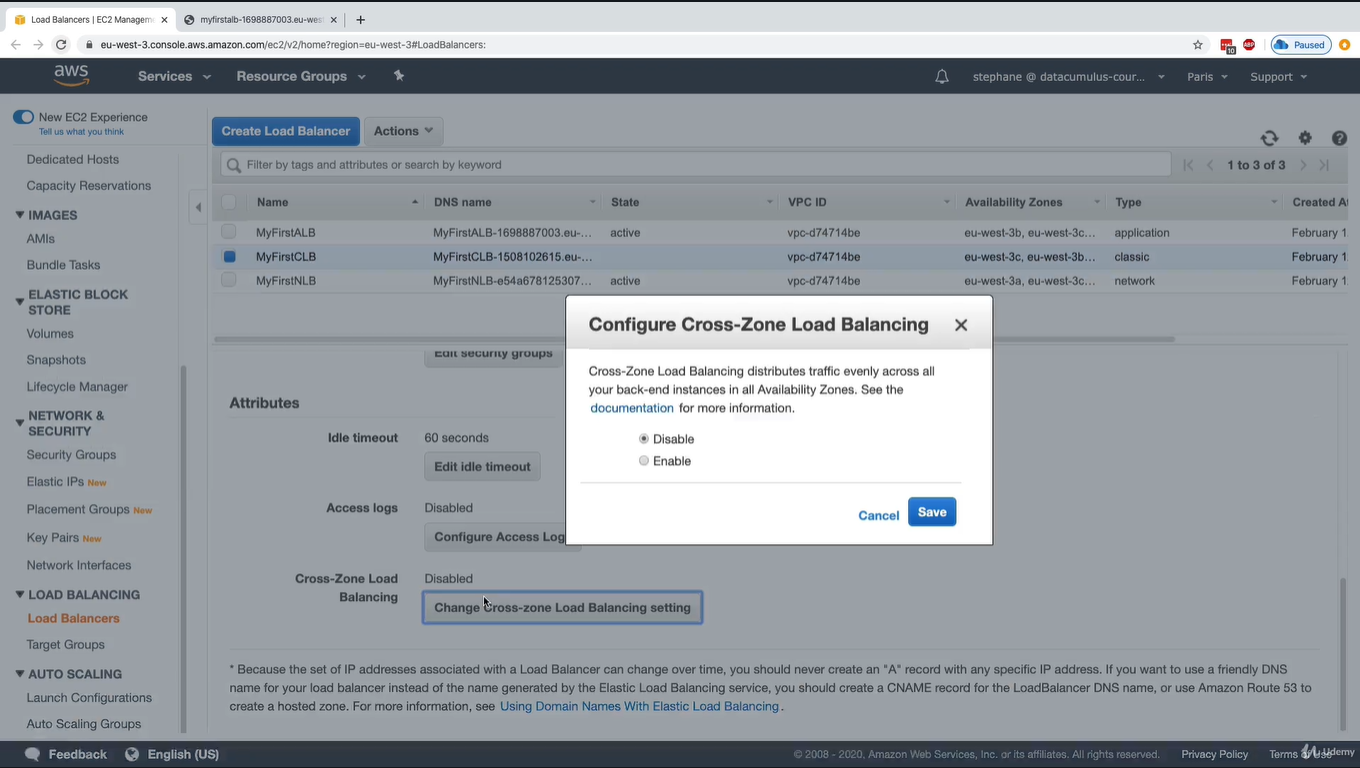 Load Balancers | EC2 Managem
myfirstalb-1698887003.eu-wes
eu-west-3.console.aws.amazon.com/ec2/v2/home?region=eu-west-3#LoadBalancers:
10
ABP
Paused
aws
Services
Resource Groups
stephane @ datacumulus-cour...
Paris
Support
New EC2 Experience
Tell us what you think
Dedicated Hosts
Capacity Reservations
IMAGES
AMIs
Bundle Tasks
ELASTIC BLOCK
STORE
Volumes
Snapshots
Lifecycle Manager
NETWORK &
SECURITY
Security Groups
Elastic IPs New
Placement Groups New
Key Pairs New
Network Interfaces
LOAD BALANCING
Load Balancers
Target Groups
AUTO SCALING
Launch Configurations
Auto Scaling Groups
Create Load Balancer
Actions
Filter by tags and attributes or search by keyword
1 to 3 of 3
Name DNS name State VPC ID Availability Zones Type Created At
MyFirstALB MyFirstALB-1698887003.eu-... active vpc-d74714be eu-west-3b, eu-west-3c... application February 1
MyFirstCLB MyFirstCLB-1508102615.eu-... vpc-d74714be eu-west-3c, eu-west-3b... classic February 1
MyFirstNLB MyFirstNLB-e54a678125307... active vpc-d74714be eu-west-3a, eu-west-3c... network February 1
Edit security groups
Attributes
Idle timeout 60 seconds
Edit idle timeout
Access logs Disabled
Configure Access Log
Cross-Zone Load
Balancing
Disabled
Change Cross-zone Load Balancing setting
Configure Cross-Zone Load Balancing
Cross-Zone Load Balancing distributes traffic evenly across all
your back-end instances in all Availability Zones. See the
documentation for more information.
Disable
Enable
Cancel
Save
* Because the set of IP addresses associated with a Load Balancer can change over time, you should never create an "A" record with any specific IP address. If you want to use a friendly DNS
name for your load balancer instead of the name generated by the Elastic Load Balancing service, you should create a CNAME record for the LoadBalancer DNS name, or use Amazon Route 53 to
create a hosted zone. For more information, see Using Domain Names With Elastic Load Balancing.
Feedback
English (US)
© 2008 - 2020, Amazon Web Services, Inc. or its affiliates. All rights reserved.
Privacy Policy
Terms of Use
Udemy